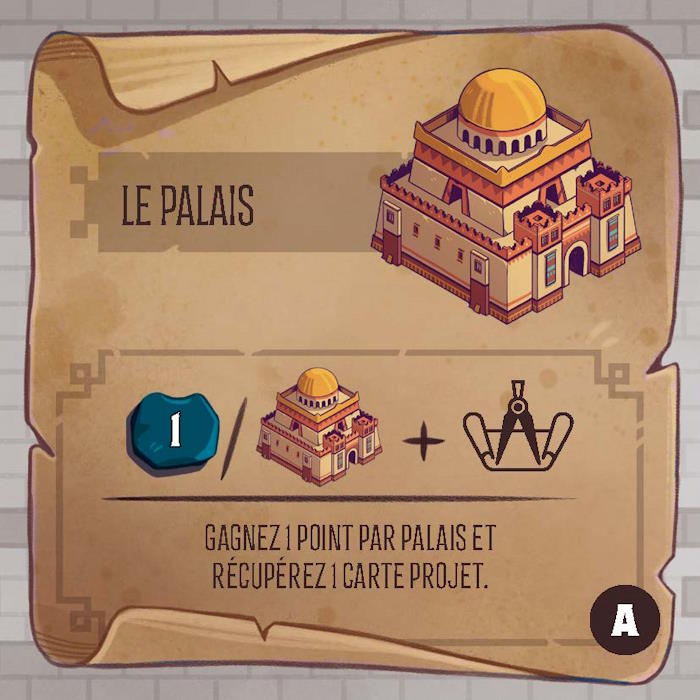 LE PALAIS
1
GAGNEZ 1 POINT PAR PALAIS ET
RÉCUPÉREZ 1 CARTE PROJET.
A